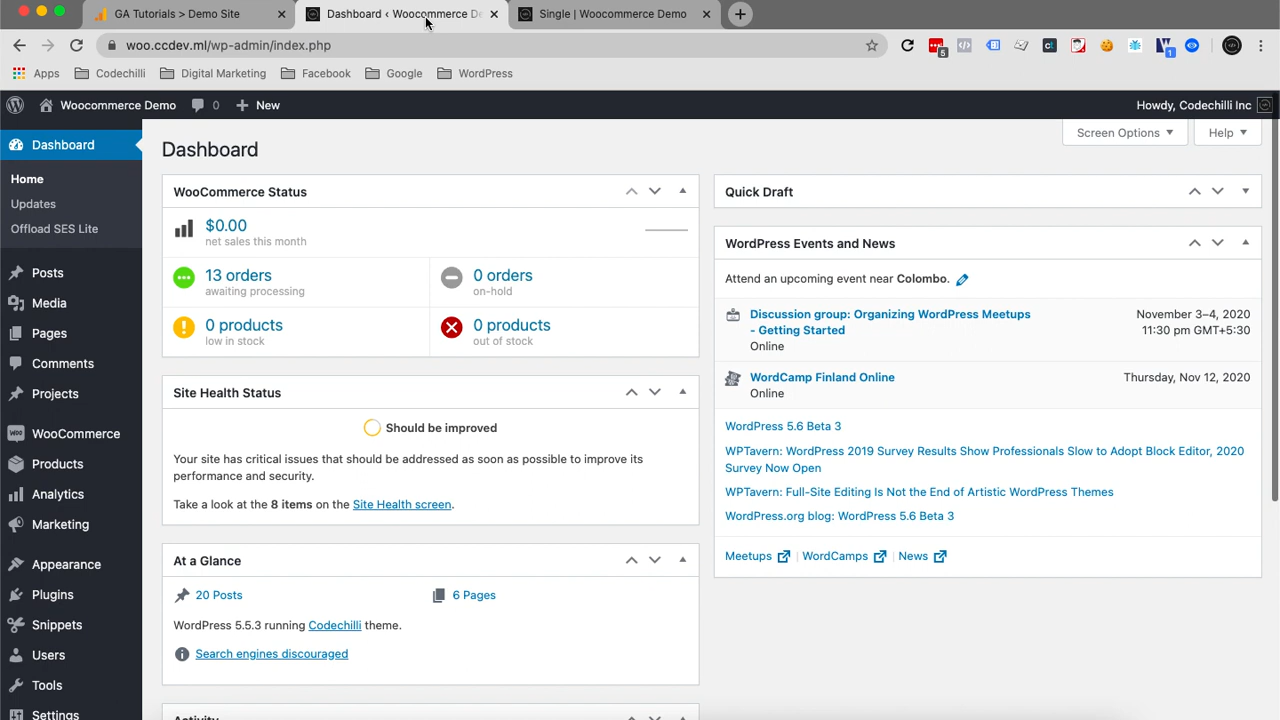 GA Tutorials > Demo Site
Dashboard ‹ Woocommerce De
Single | Woocommerce Demo
woo.ccdev.ml/wp-admin/index.php
5
1
Apps
Codechilli
Digital Marketing
Facebook
Google
WordPress
Woocommerce Demo
0
New
Howdy, Codechilli Inc
Dashboard
Home
Updates
Offload SES Lite
Posts
Media
Pages
Comments
Projects
WooCommerce
Products
Analytics
Marketing
Appearance
Plugins
Snippets
Users
Tools
Settings
Screen Options
Help
Dashboard
WooCommerce Status
$0.00
net sales this month
13 orders
awaiting processing
0 orders
on-hold
0 products
low in stock
0 products
out of stock
Site Health Status
Should be improved
Your site has critical issues that should be addressed as soon as possible to improve its
performance and security.
Take a look at the 8 items on the Site Health screen.
At a Glance
20 Posts
6 Pages
WordPress 5.5.3 running Codechilli theme.
Search engines discouraged
Activity
Quick Draft
WordPress Events and News
Attend an upcoming event near Colombo.
Discussion group: Organizing WordPress Meetups
- Getting Started
Online
November 3–4, 2020
11:30 pm GMT+5:30
WordCamp Finland Online
Online
Thursday, Nov 12, 2020
WordPress 5.6 Beta 3
WPTavern: WordPress 2019 Survey Results Show Professionals Slow to Adopt Block Editor, 2020
Survey Now Open
WPTavern: Full-Site Editing Is Not the End of Artistic WordPress Themes
WordPress.org blog: WordPress 5.6 Beta 3
Meetups | WordCamps | News